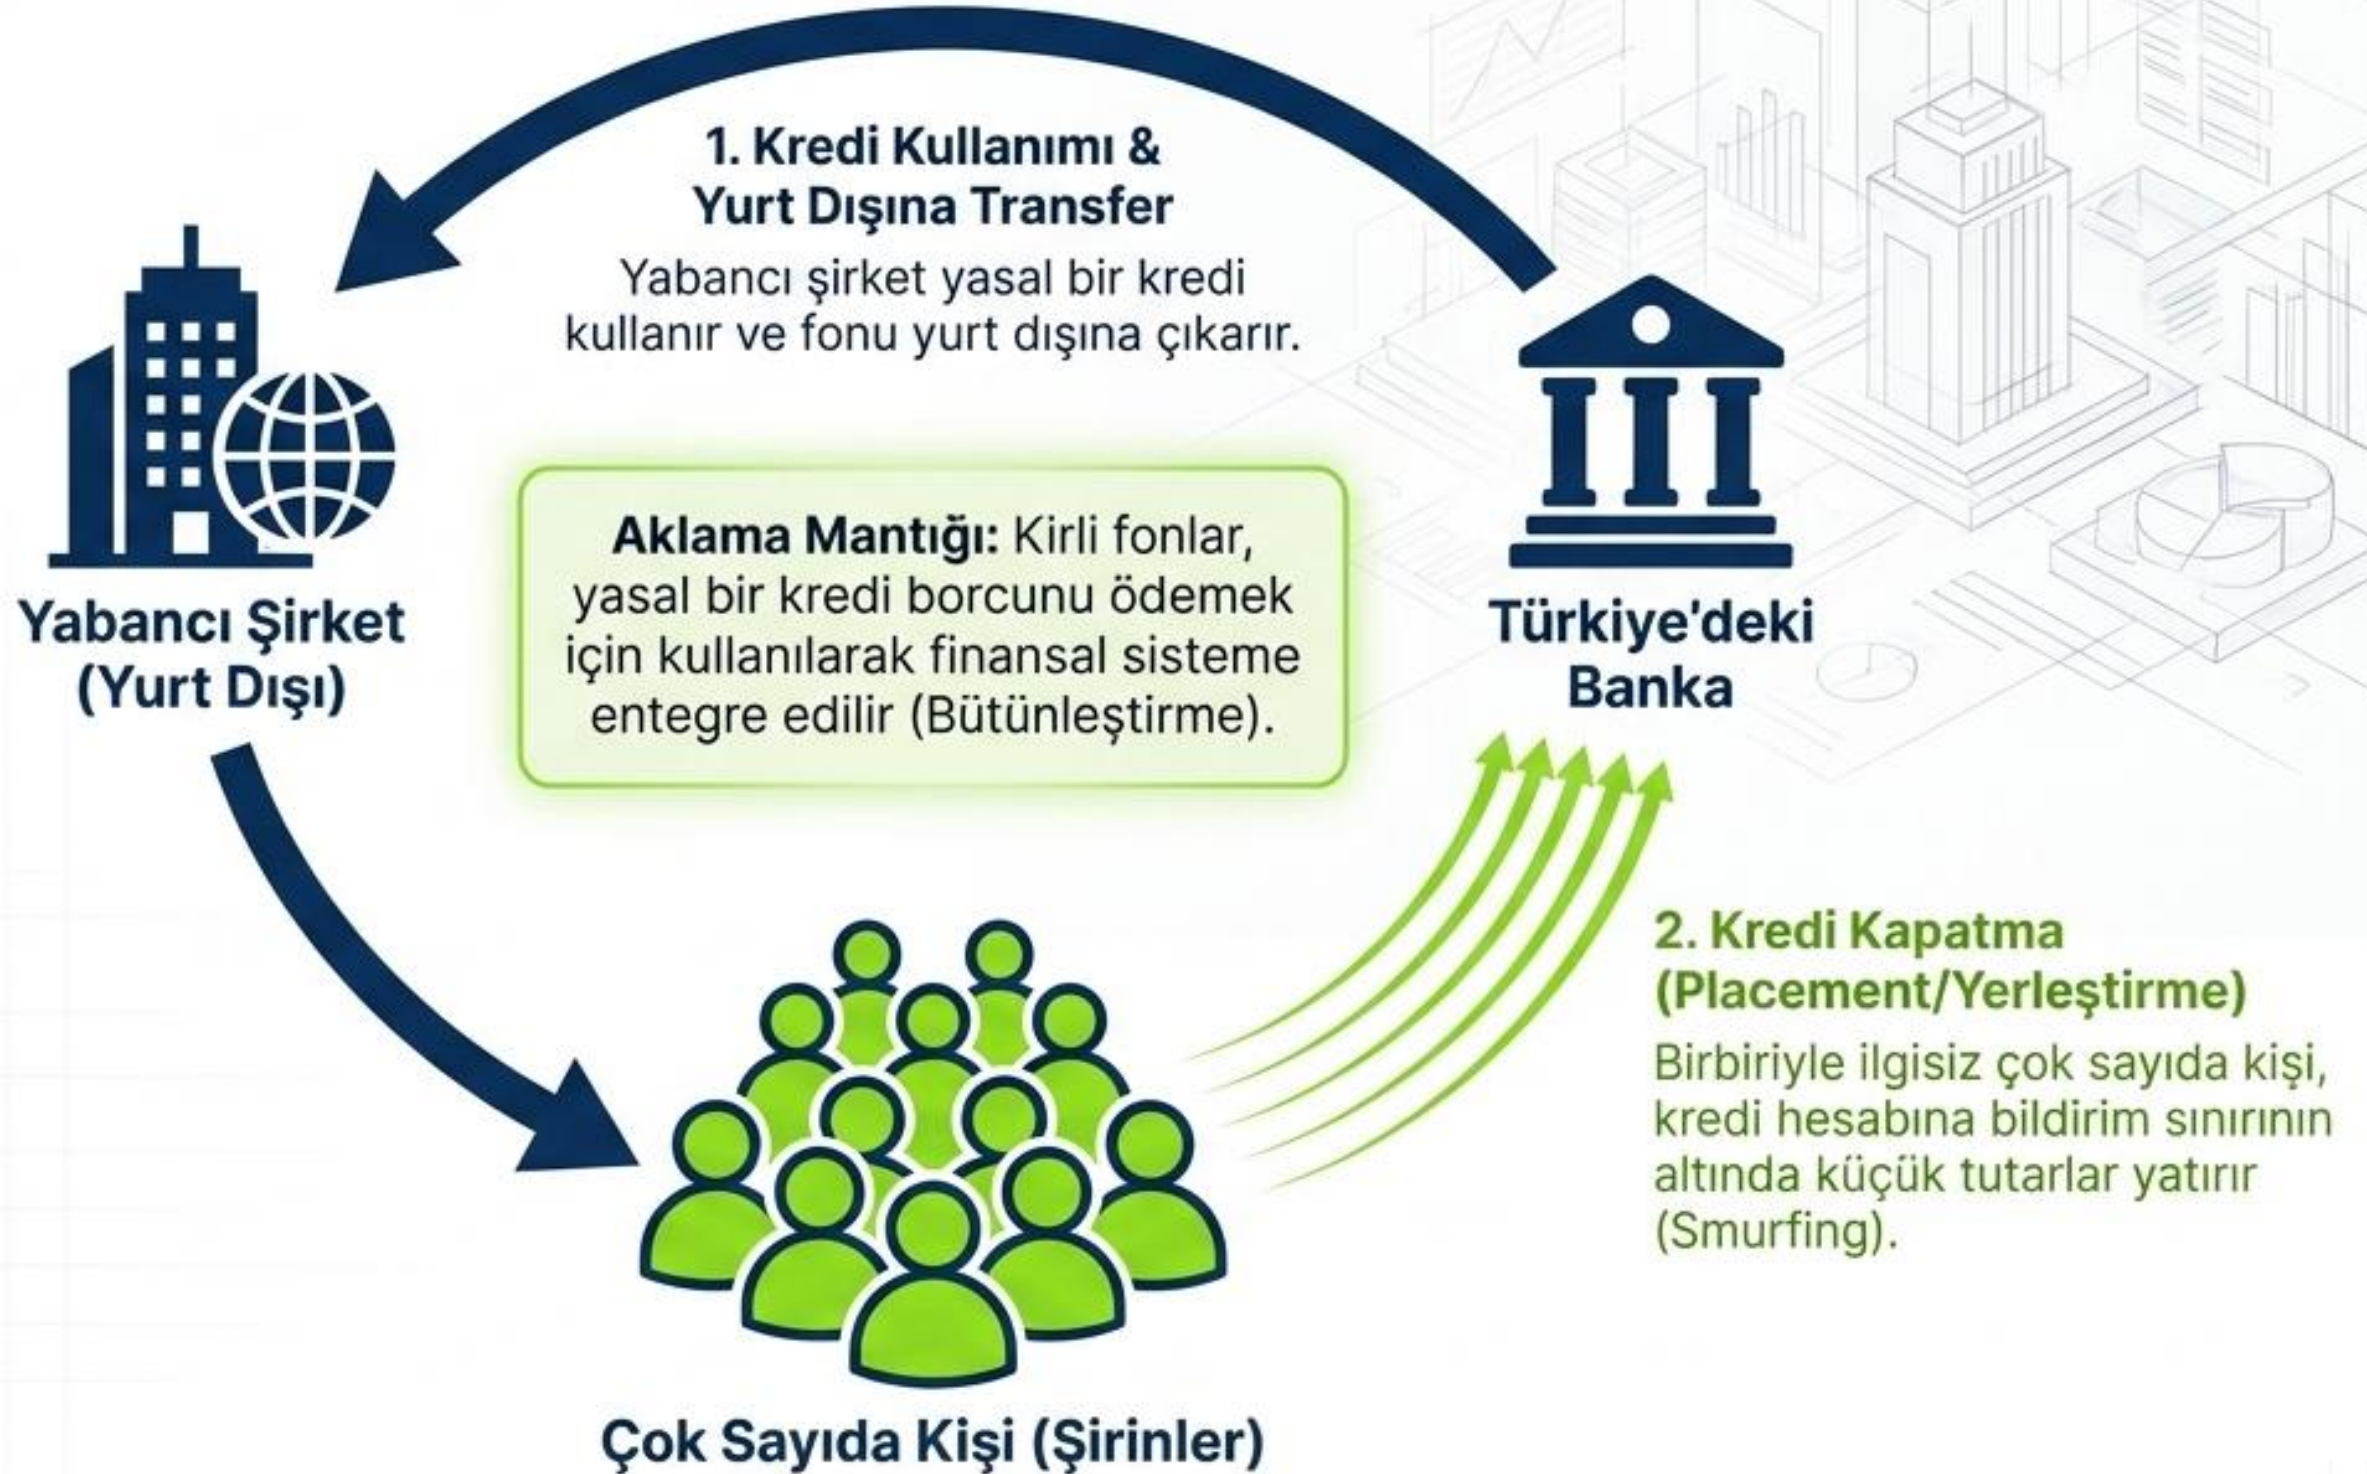 1. Kredi Kullanımı &
Yurt Dışına Transfer
Yabancı şirket yasal bir kredi
kullanır ve fonu yurt dışına çıkarır.
Yabancı Şirket
(Yurt Dışı)
Aklama Mantığı: Kirli fonlar,
yasal bir kredi borcunu ödemek
için kullanılarak finansal sisteme
entegre edilir (Bütünleştirme).
Türkiye'deki
Banka
2. Kredi Kapatma
(Placement/Yerleştirme)
Birbiriyle ilgisiz çok sayıda kişi,
kredi hesabına bildirim sınırının
altında küçük tutarlar yatırır
(Smurfing).
Çok Sayıda Kişi (Şirinler)